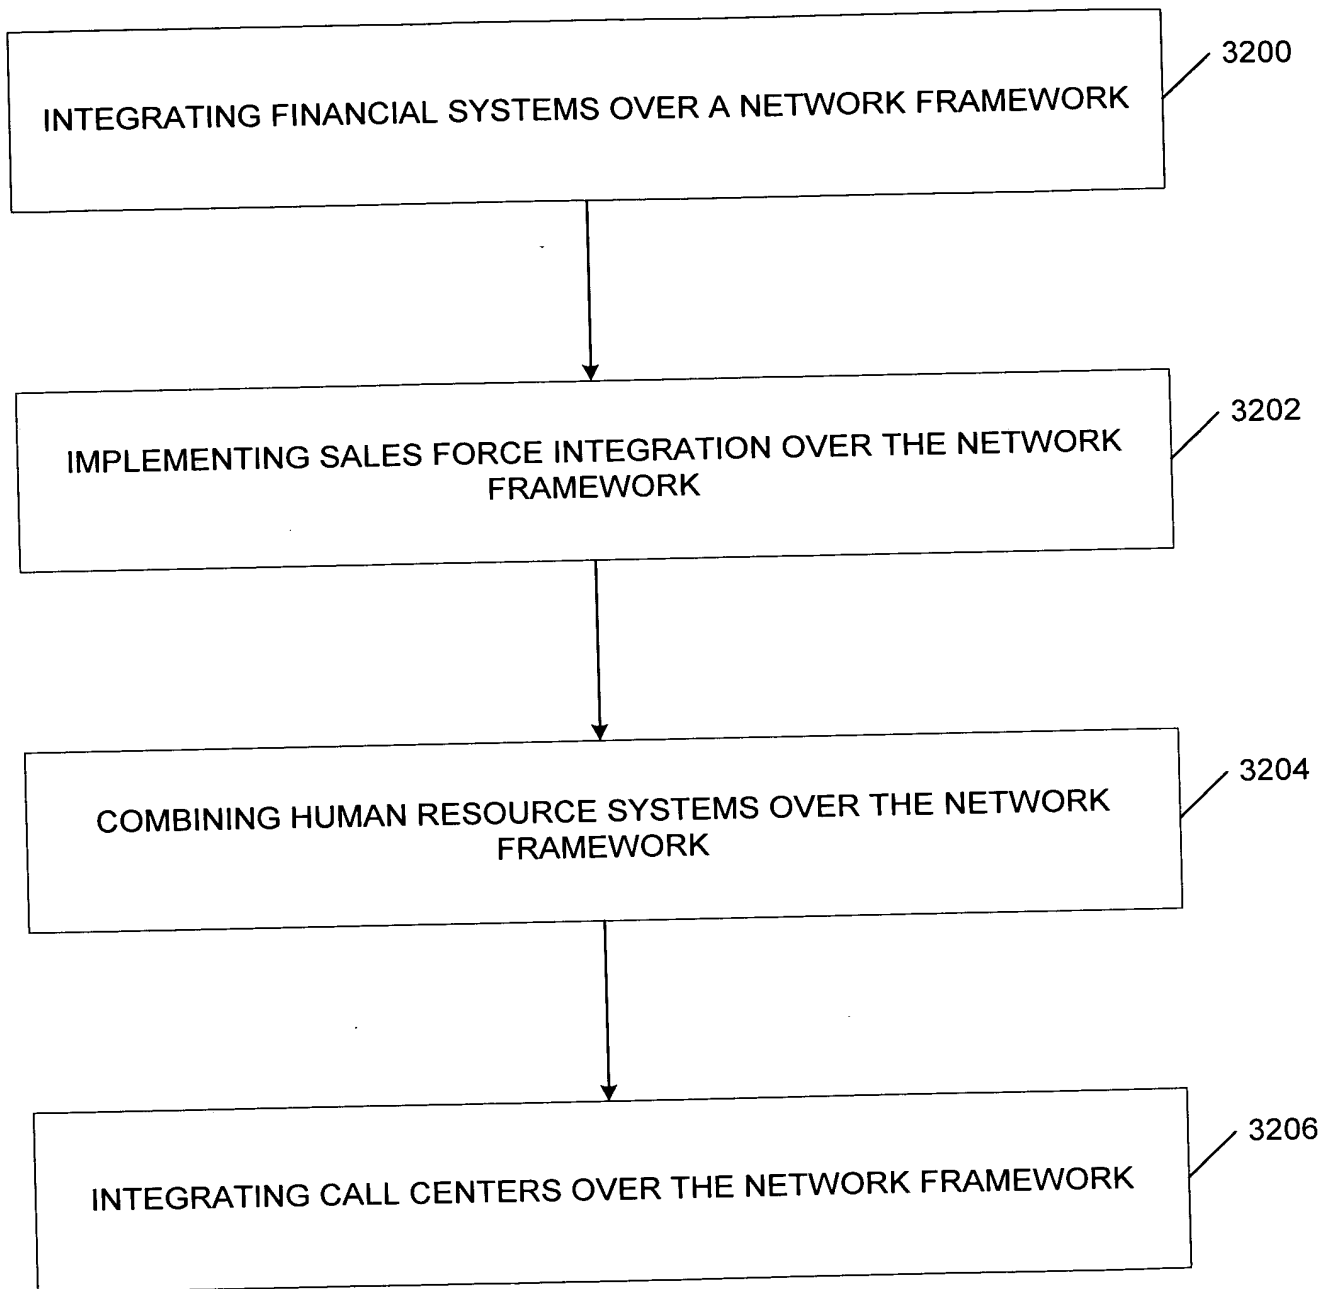 3200
INTEGRATING FINANCIAL SYSTEMS OVER A NETWORK FRAMEWORK
3202
IMPLEMENTING SALES FORCE INTEGRATION OVER THE NETWORK
FRAMEWORK
3204
COMBINING HUMAN RESOURCE SYSTEMS OVER THE NETWORK
FRAMEWORK
3206
INTEGRATING CALL CENTERS OVER THE NETWORK FRAMEWORK